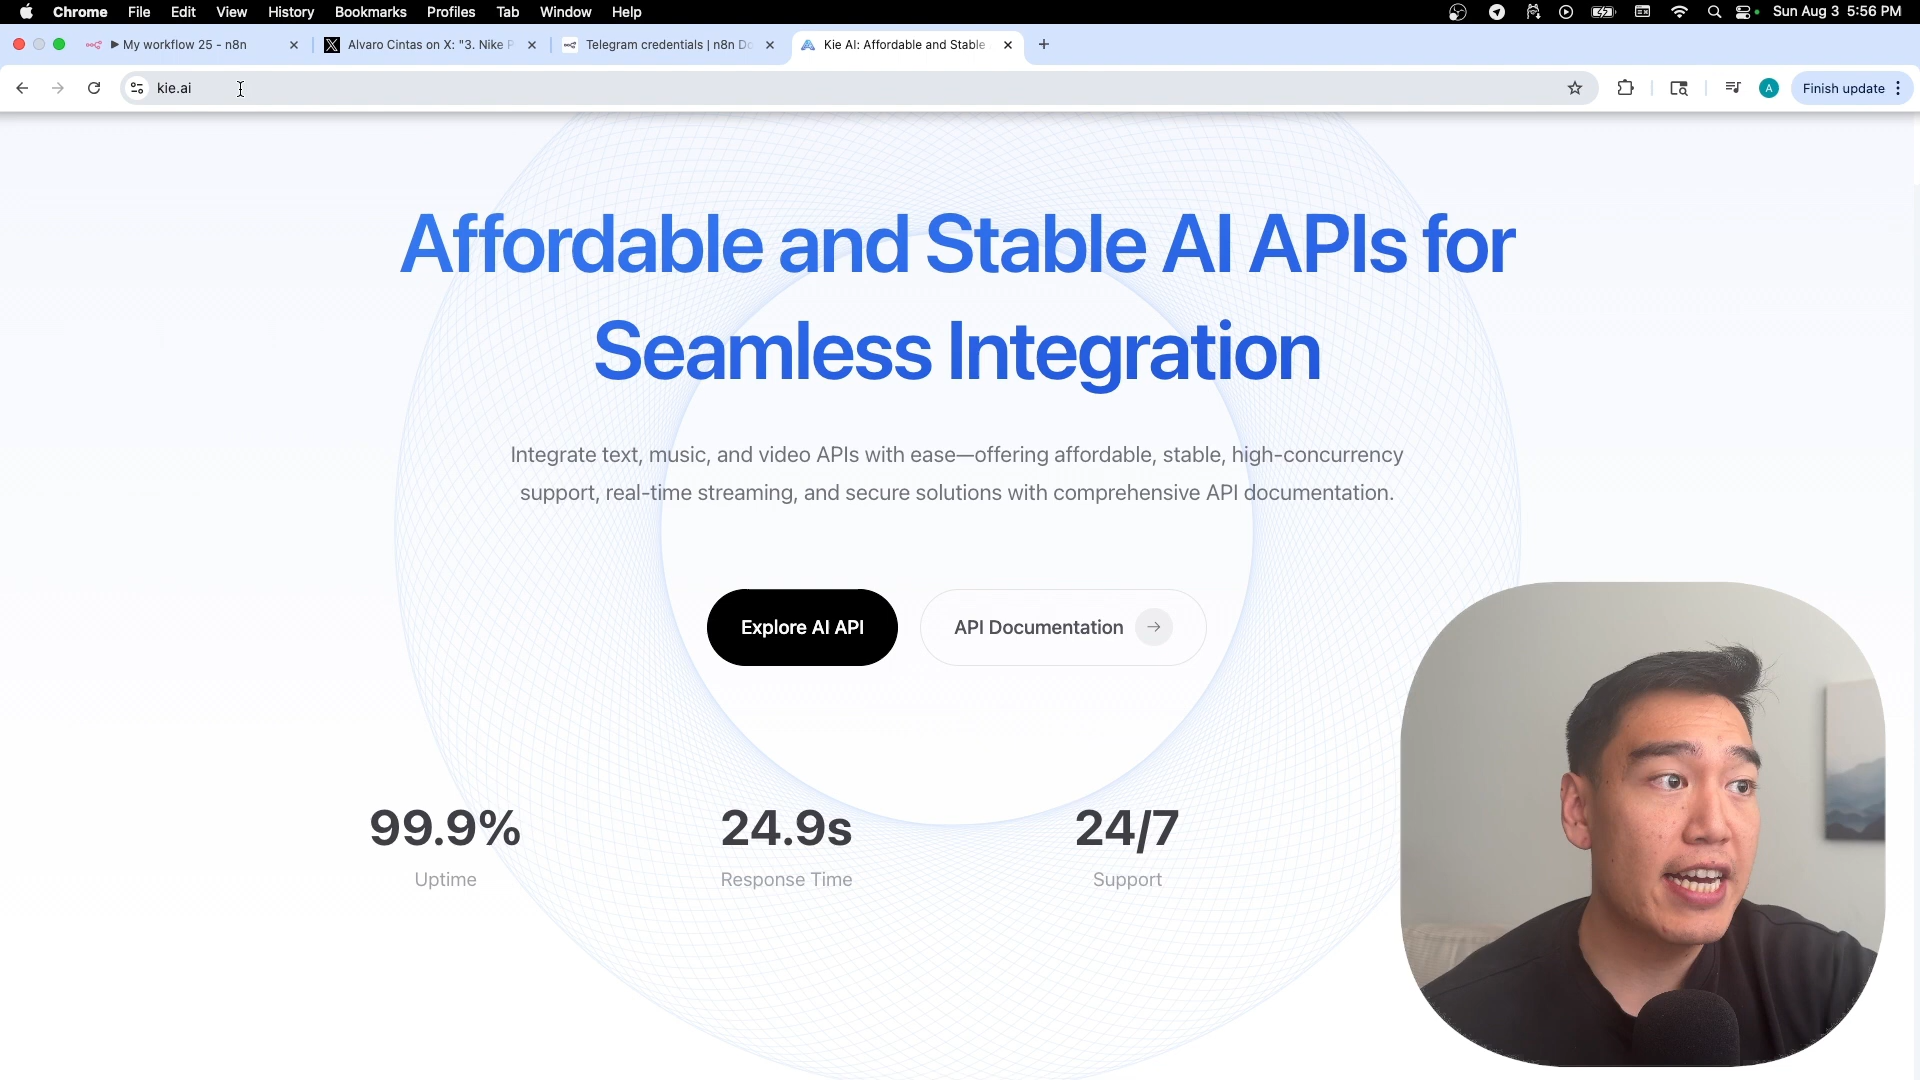 Chrome File Edit View History Bookmarks Profiles Tab Window Help Sun Aug 3 5:56 PM
My workflow 25 - n8n
Alvaro Cintas on X: "3. Nike P
Telegram credentials | n8n Do
Kie AI: Affordable and Stable
kie.ai
A
Finish update
Affordable and Stable AI APIs for
Seamless Integration
Integrate text, music, and video APIs with ease—offering affordable, stable, high-concurrency
support, real-time streaming, and secure solutions with comprehensive API documentation.
Explore AI API
API Documentation
99.9% 24.9s 24/7
Uptime Response Time Support